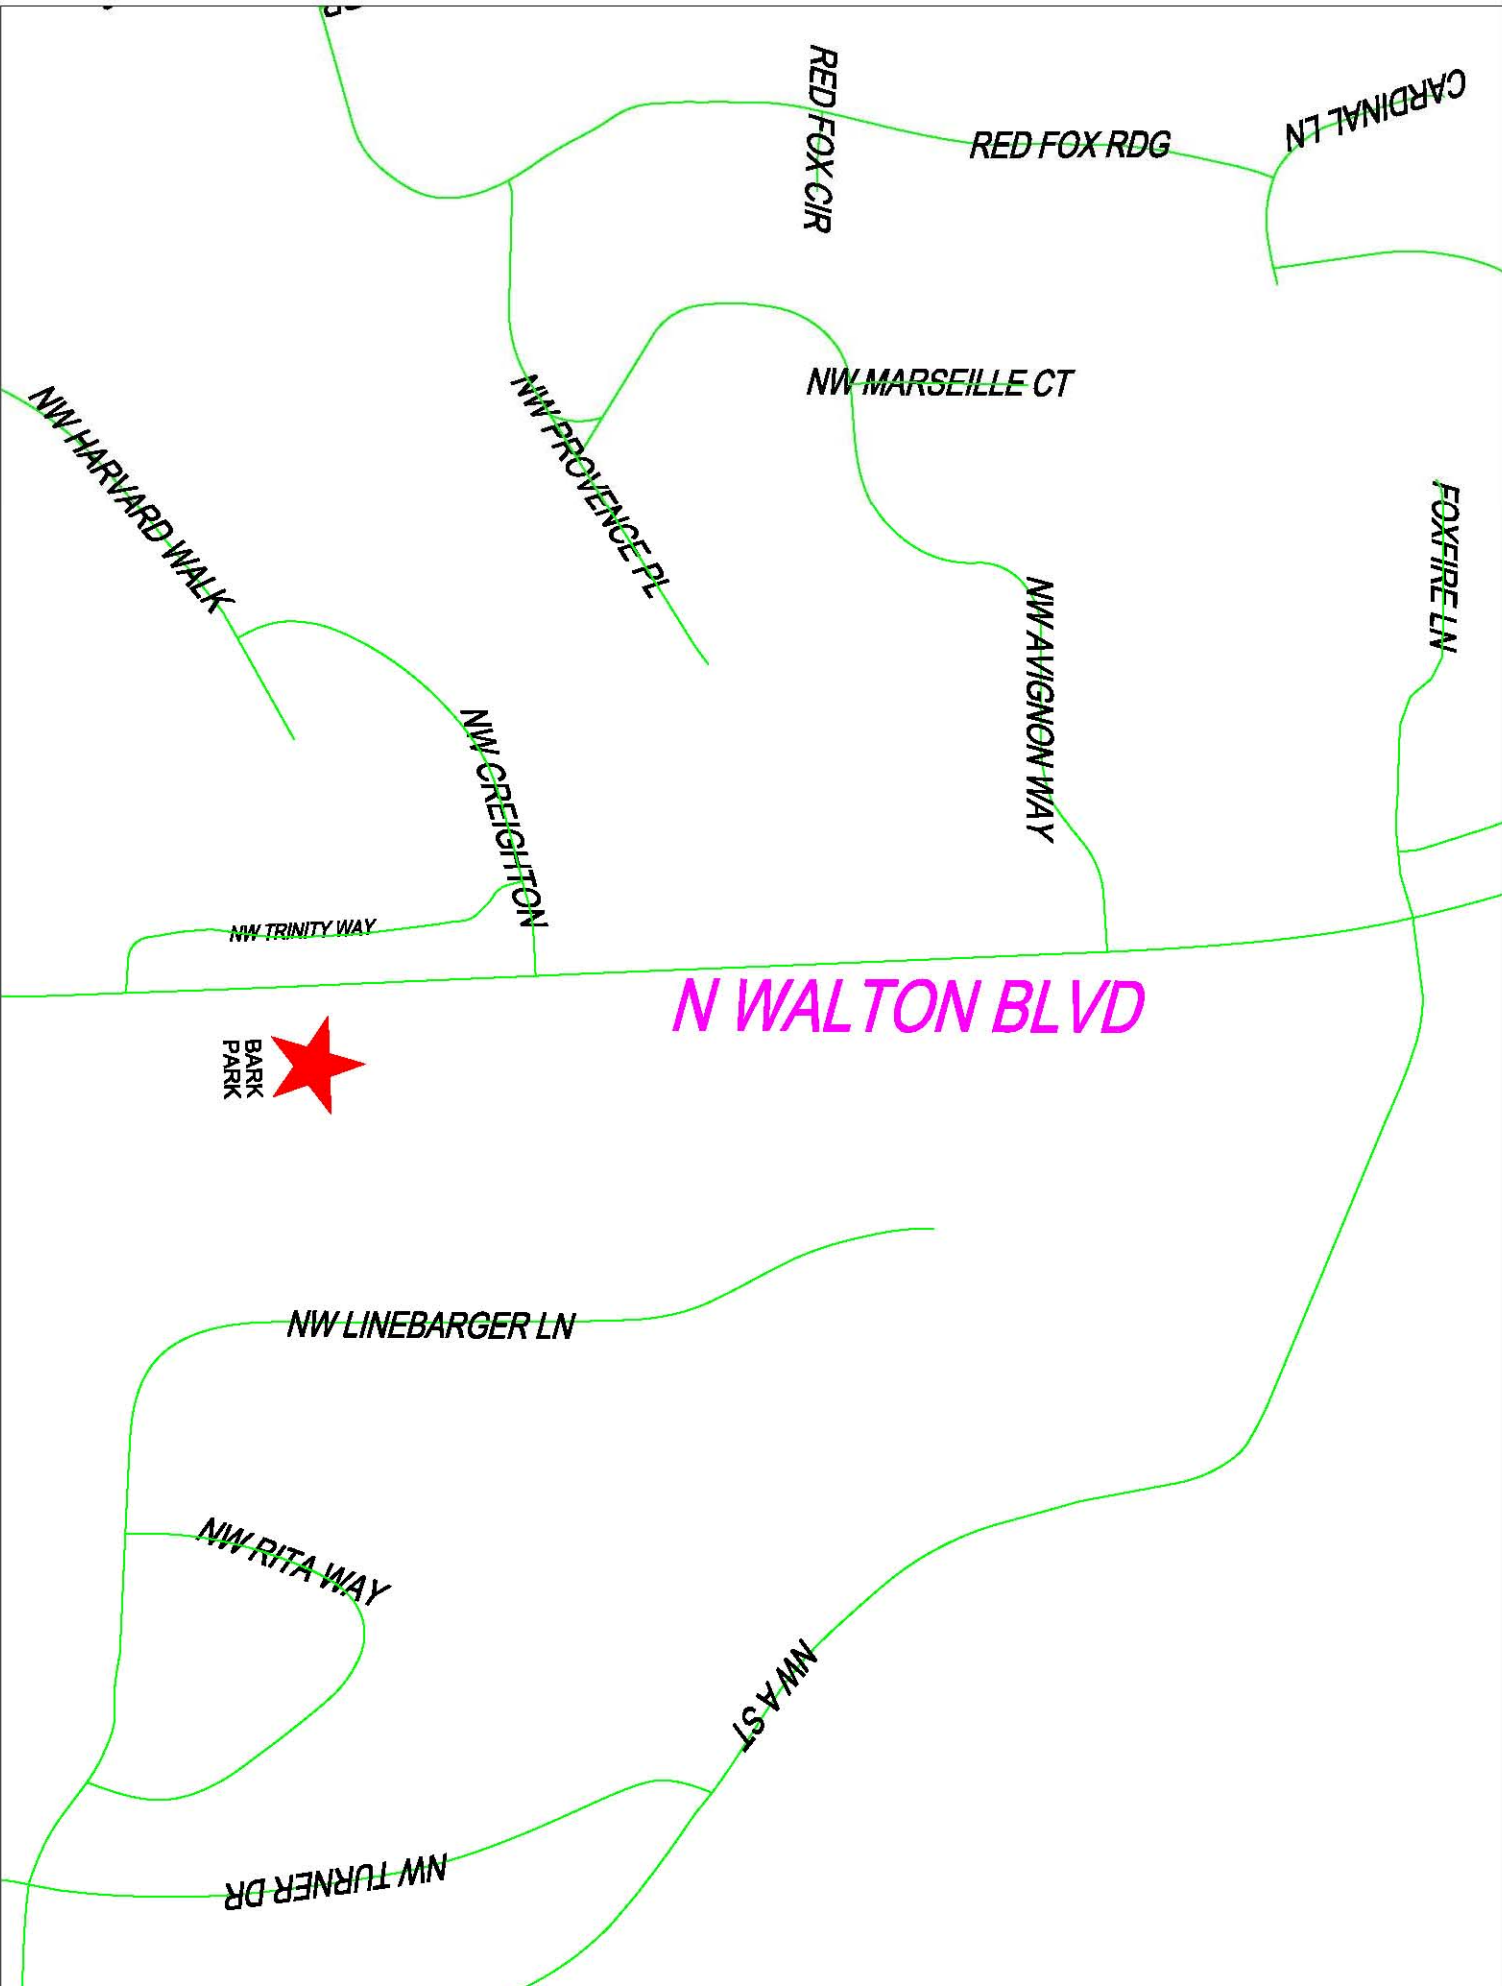 RED FOX CIR
RED FOX RDG
CARDINAL LN
NW MARSEILLE CT
NW HARVARD WALK
NW PROVENCE PL
FOXFIRE LN
NW AVIGNON WAY
NW CREIGHTON
NW TRINITY WAY
N WALTON BLVD
BARK
PARK
NW LINEBARGER LN
NW RITA WAY
NW A ST
NW TURNER DR